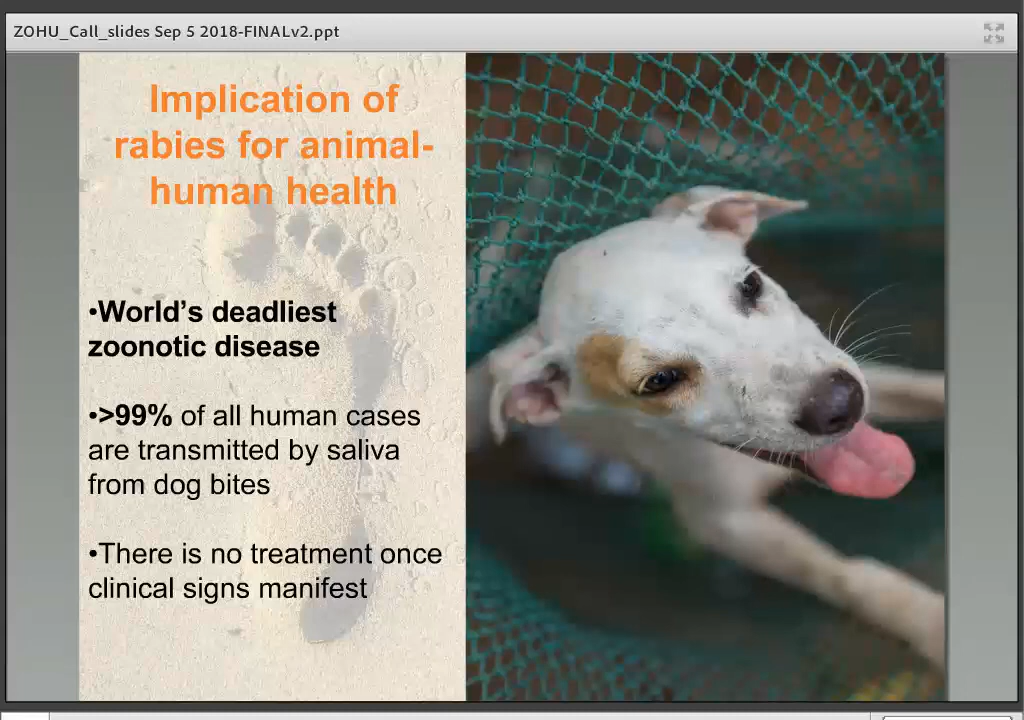 ZOHU_Call_slides Sep 5 2018-FINALv2.ppt
Implication of
rabies for animal-
human health
•World's deadliest
zoonotic disease
•>99% of all human cases
are transmitted by saliva
from dog bites
•There is no treatment once
clinical signs manifest